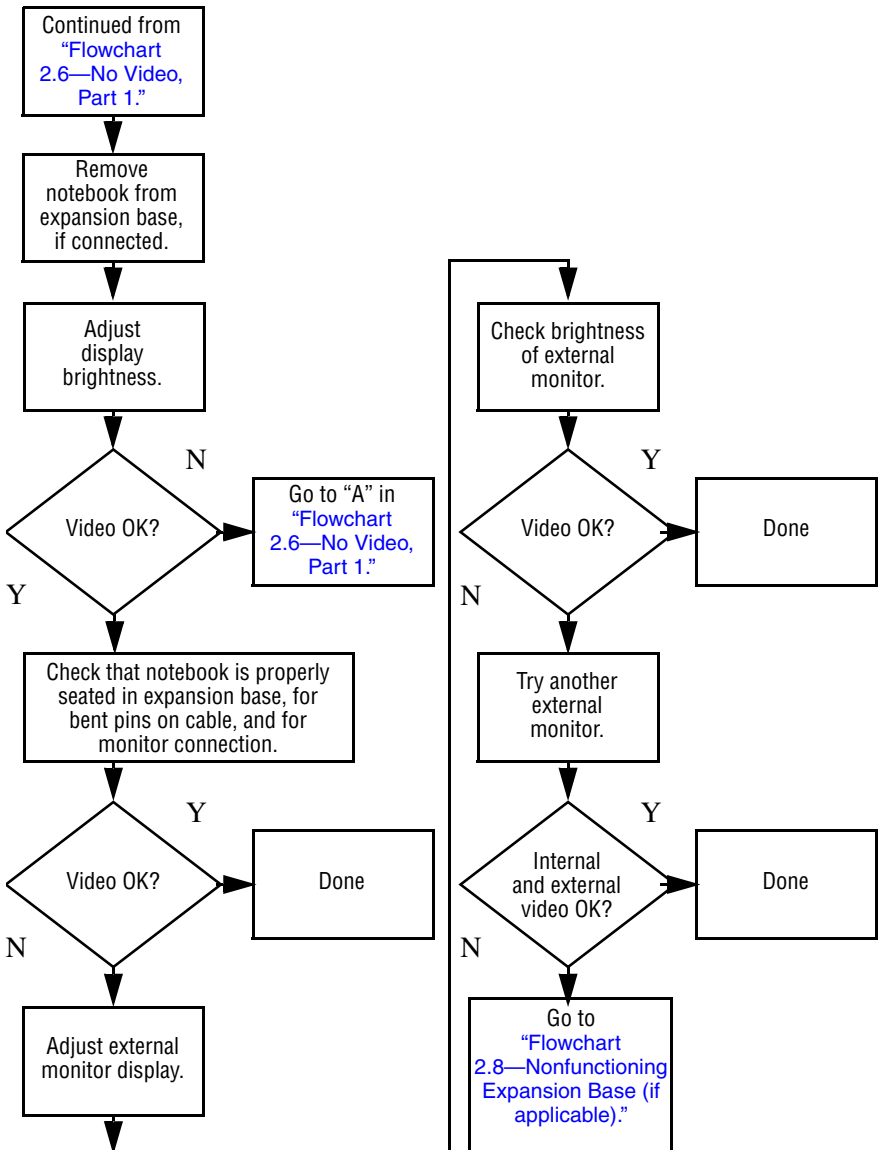 Continued from
“Flowchart
2.6—No Video,
Part 1.”
Remove
notebook from
expansion base,
if connected.
Adjust
display
brightness.
Video OK?
N
Go to “A” in
“Flowchart
2.6—No Video,
Part 1.”
Y
Check that notebook is properly
seated in expansion base, for
bent pins on cable, and for
monitor connection.
Video OK?
Y
Done
N
Adjust external
monitor display.
Check brightness
of external
monitor.
Video OK?
Y
Done
N
Try another
external
monitor.
Internal
and external
video OK?
Y
Done
N
Go to
“Flowchart
2.8—Nonfunctioning
Expansion Base (if
applicable).”